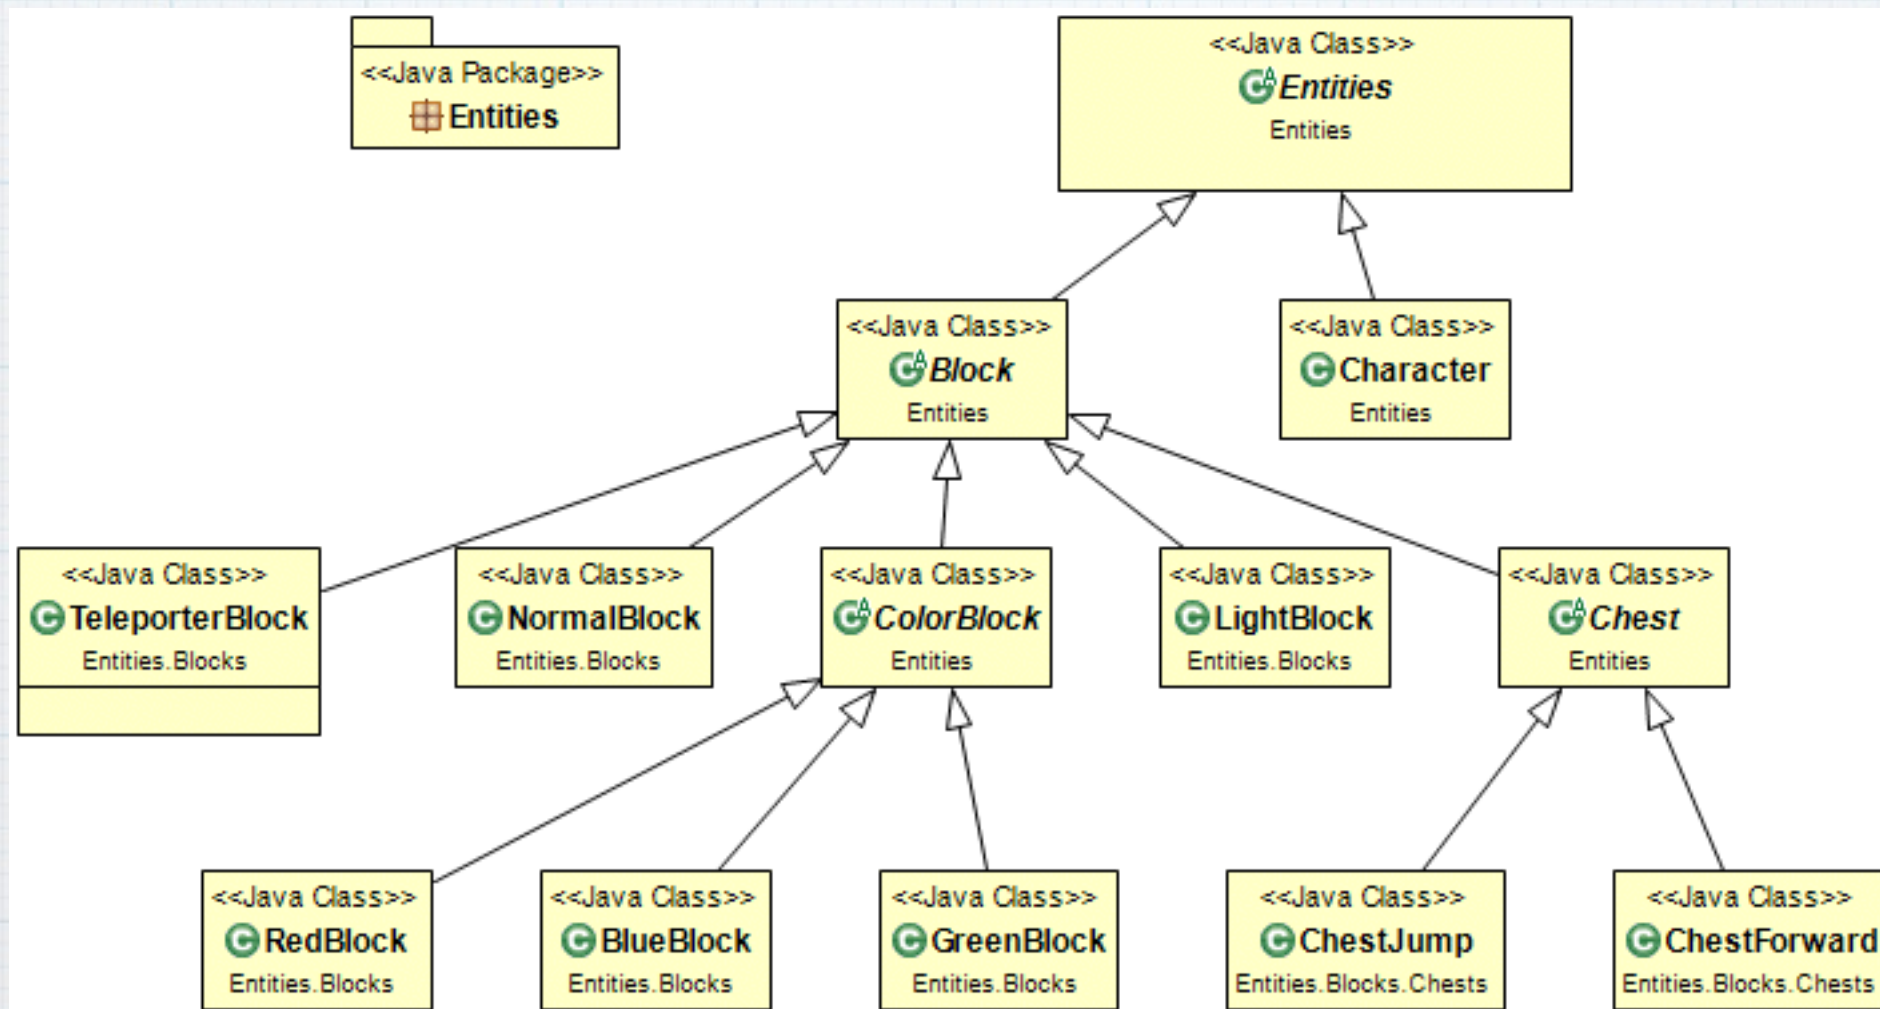 <<Java Package>>
Entities
<<Java Class>>
Entities
Entities
<<Java Class>>
Block
Entities
<<Java Class>>
Character
Entities
<<Java Class>>
TeleporterBlock
Entities.Blocks
<<Java Class>>
NormalBlock
Entities.Blocks
<<Java Class>>
ColorBlock
Entities
<<Java Class>>
LightBlock
Entities.Blocks
<<Java Class>>
Chest
Entities
<<Java Class>>
RedBlock
Entities.Blocks
<<Java Class>>
BlueBlock
Entities.Blocks
<<Java Class>>
GreenBlock
Entities.Blocks
<<Java Class>>
ChestJump
Entities.Blocks.Chests
<<Java Class>>
ChestForward
Entities.Blocks.Chests